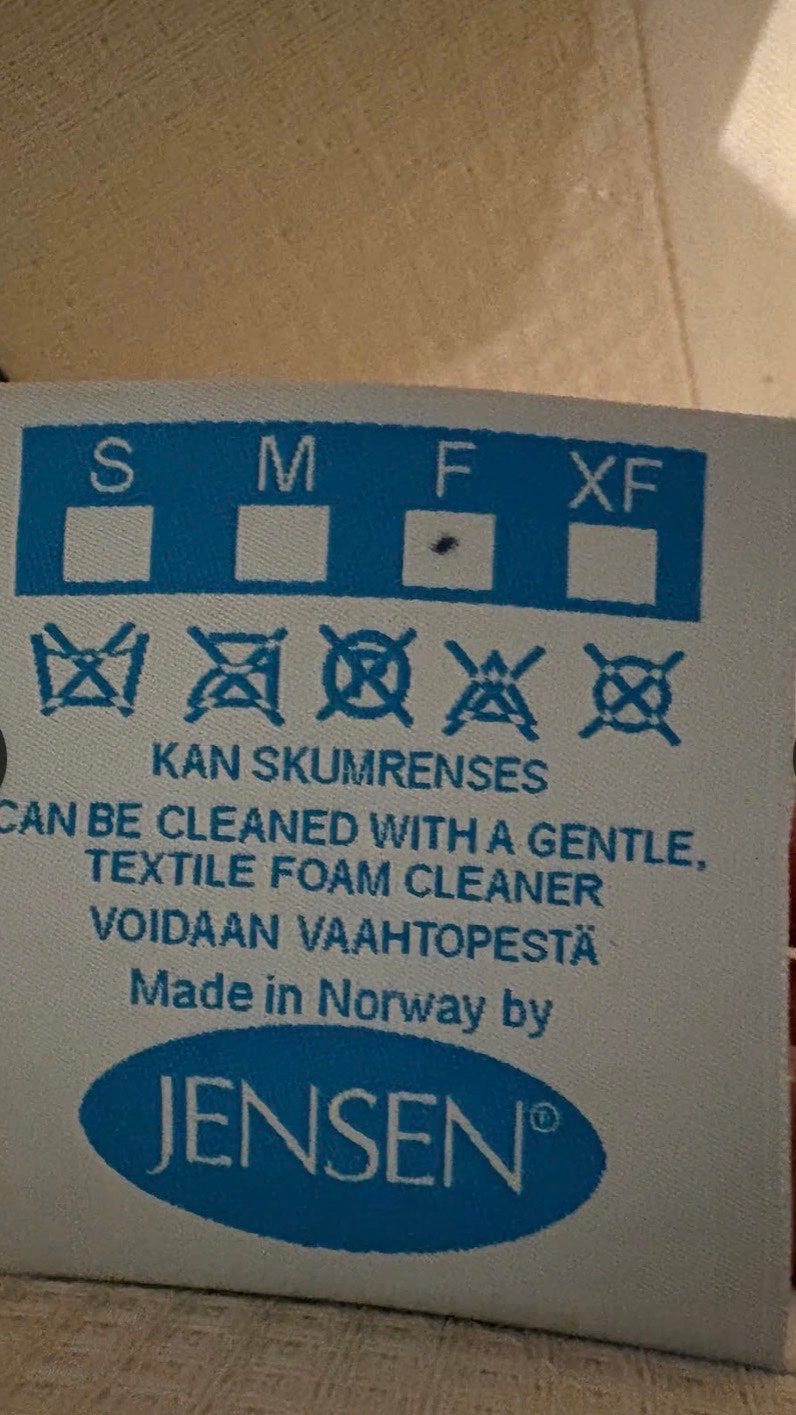 S M F XF
KAN SKUMRENSES
CAN BE CLEANED WITH A GENTLE,
TEXTILE FOAM CLEANER
VOIDAAN VAAHTOPESTÄ
Made in Norway by
JENSEN®